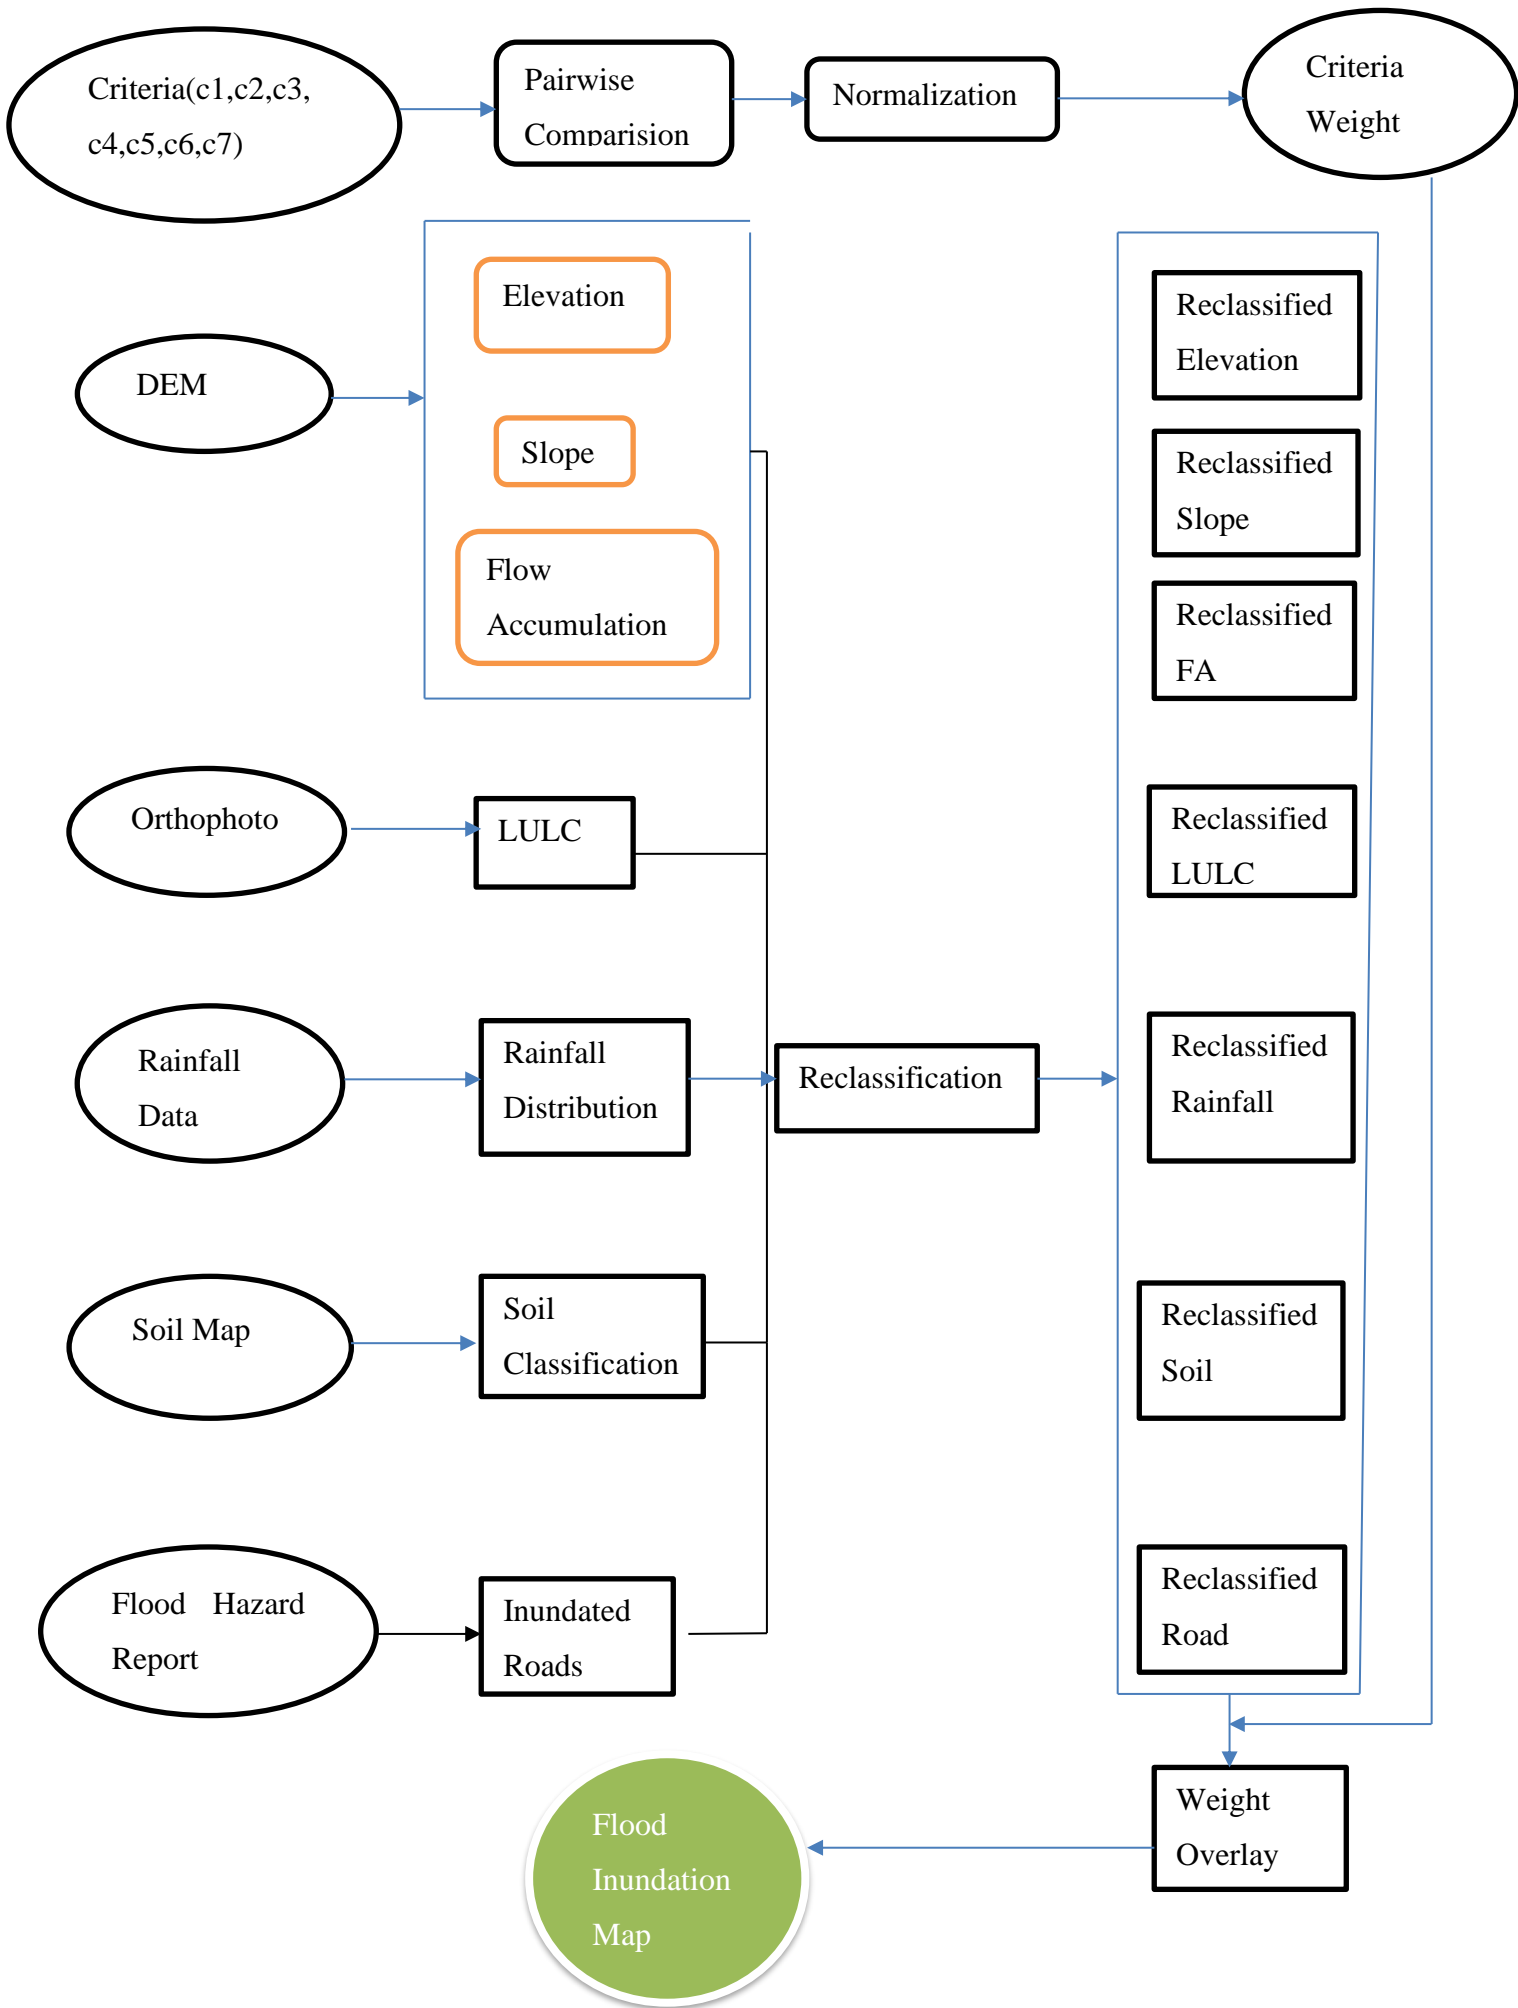 Criteria(c1,c2,c3,
c4,c5,c6,c7)
Pairwise
Comparision
Normalization
Criteria
Weight
DEM
Elevation
Slope
Flow
Accumulation
Reclassified
Elevation
Reclassified
Slope
Reclassified
FA
Orthophoto
LULC
Reclassified
LULC
Rainfall
Data
Rainfall
Distribution
Reclassification
Reclassified
Rainfall
Soil Map
Soil
Classification
Reclassified
Soil
Flood Hazard
Report
Inundated
Roads
Reclassified
Road
Weight
Overlay
Flood
Inundation
Map